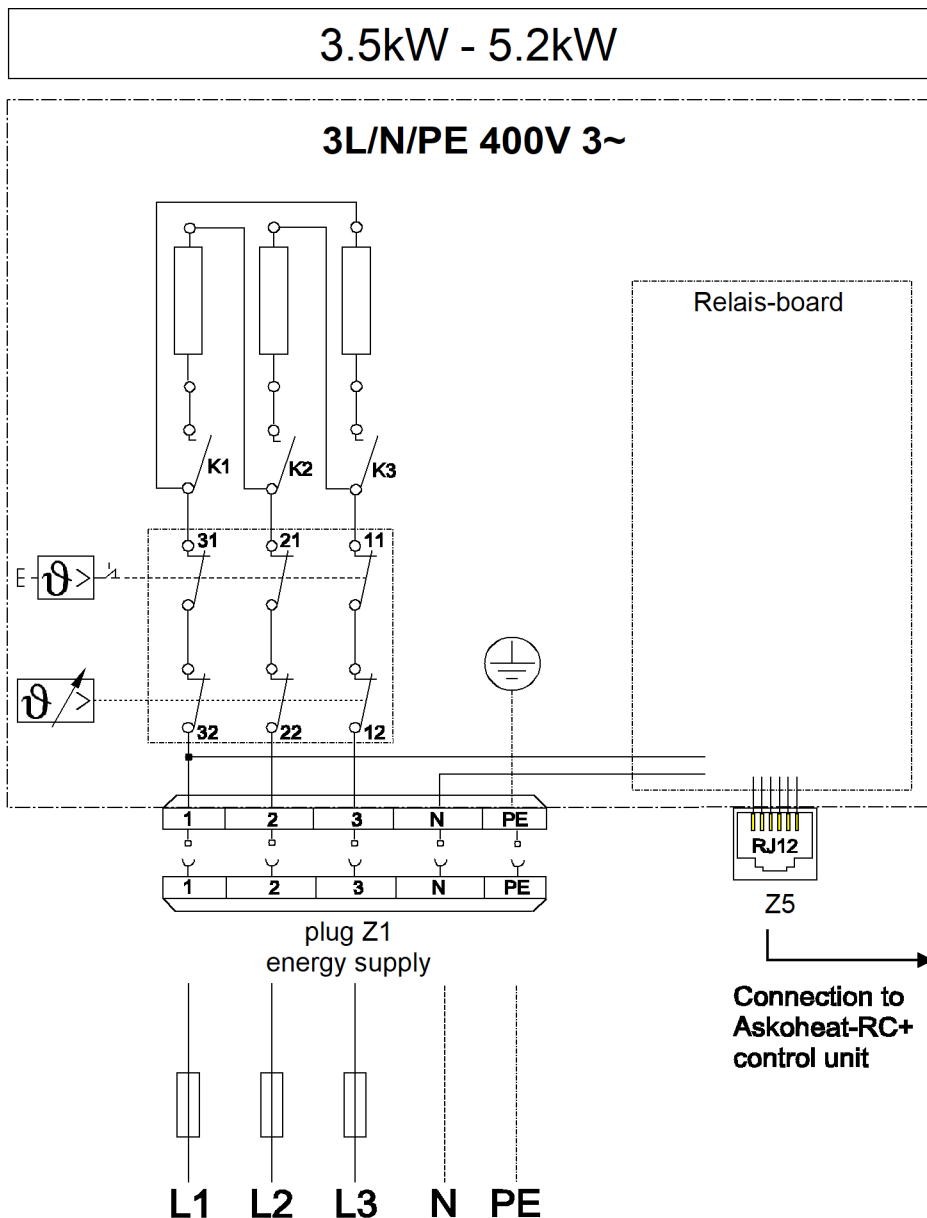 3.5kW - 5.2kW
3L/N/PE 400V 3~
Relais-board
K1 K2 K3
31 21 11
ϑ >
ϑ >
32 22 12
1 2 3 N PE
RJ12
1 2 3 N PE
Z5
plug Z1
energy supply
Connection to
Askoheat-RC+
control unit
L1 L2 L3 N PE